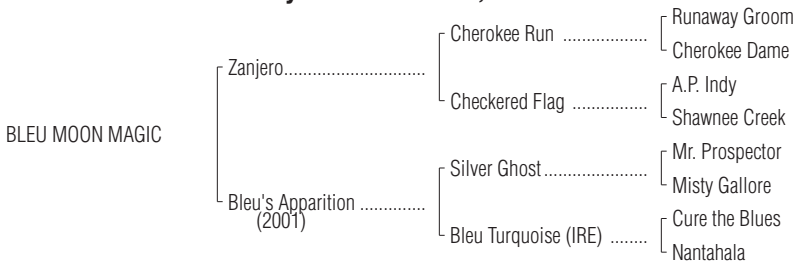 Runaway Groom
Cherokee Run ..................
Cherokee Dame
Zanjero..............................
A.P. Indy
Checkered Flag ................
Shawnee Creek
BLEU MOON MAGIC
Mr. Prospector
Silver Ghost......................
Misty Gallore
Bleu's Apparition ..............
(2001)
Cure the Blues
Bleu Turquoise (IRE) ........
Nantahala